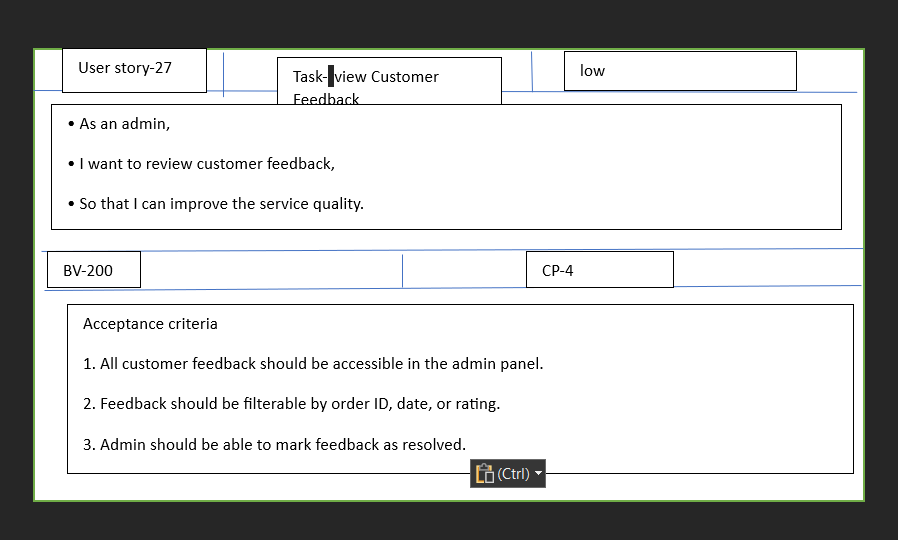 User story-27
Task- view Customer
Feedback
low
• As an admin,
• I want to review customer feedback,
• So that I can improve the service quality.
BV-200
CP-4
Acceptance criteria
1. All customer feedback should be accessible in the admin panel.
2. Feedback should be filterable by order ID, date, or rating.
3. Admin should be able to mark feedback as resolved.
(Ctrl)